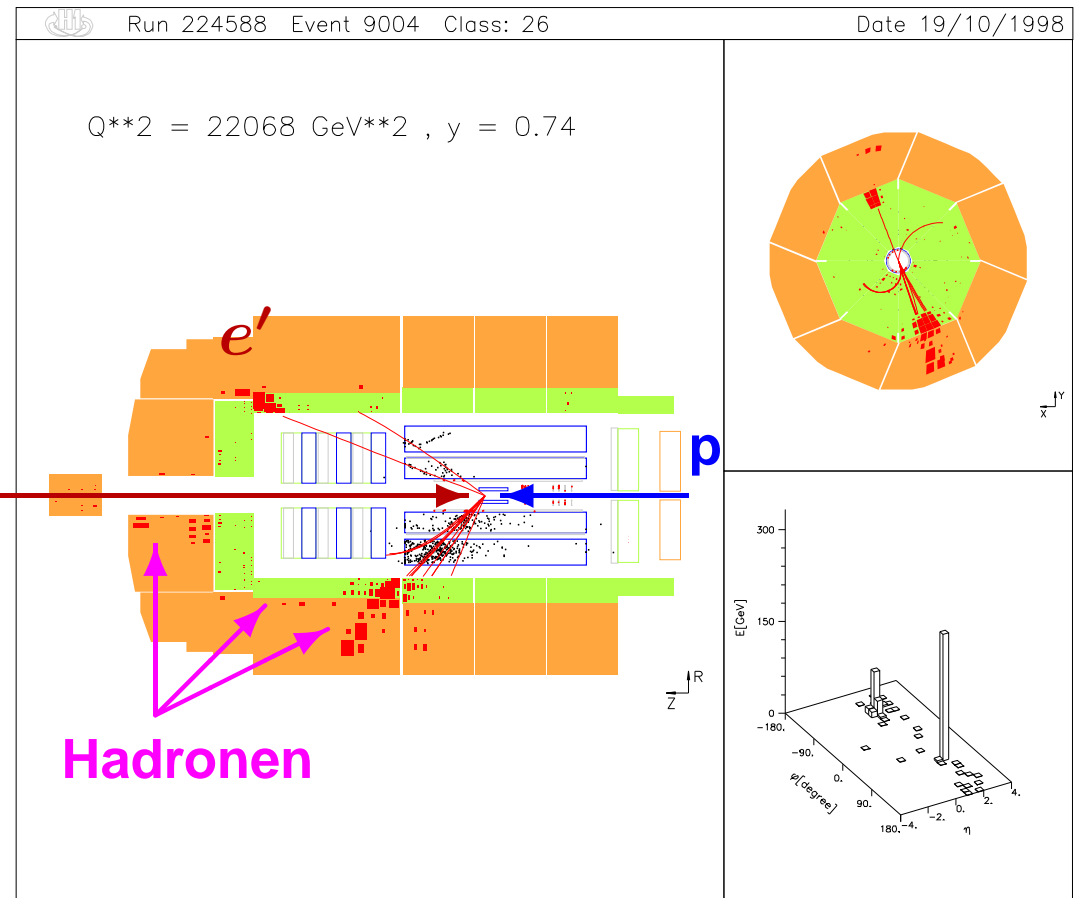 Run 224588 Event 9004 Class: 26 Date 19/10/1998
Q**2 = 22068 GeV**2 , y = 0.74
e′
p
R
Z
Hadronen
Y
X
E[GeV]
300
150
0
-180.
-90.
0.
90.
180.
φ[degree]
-4.
-2.
0.
2.
4.
η